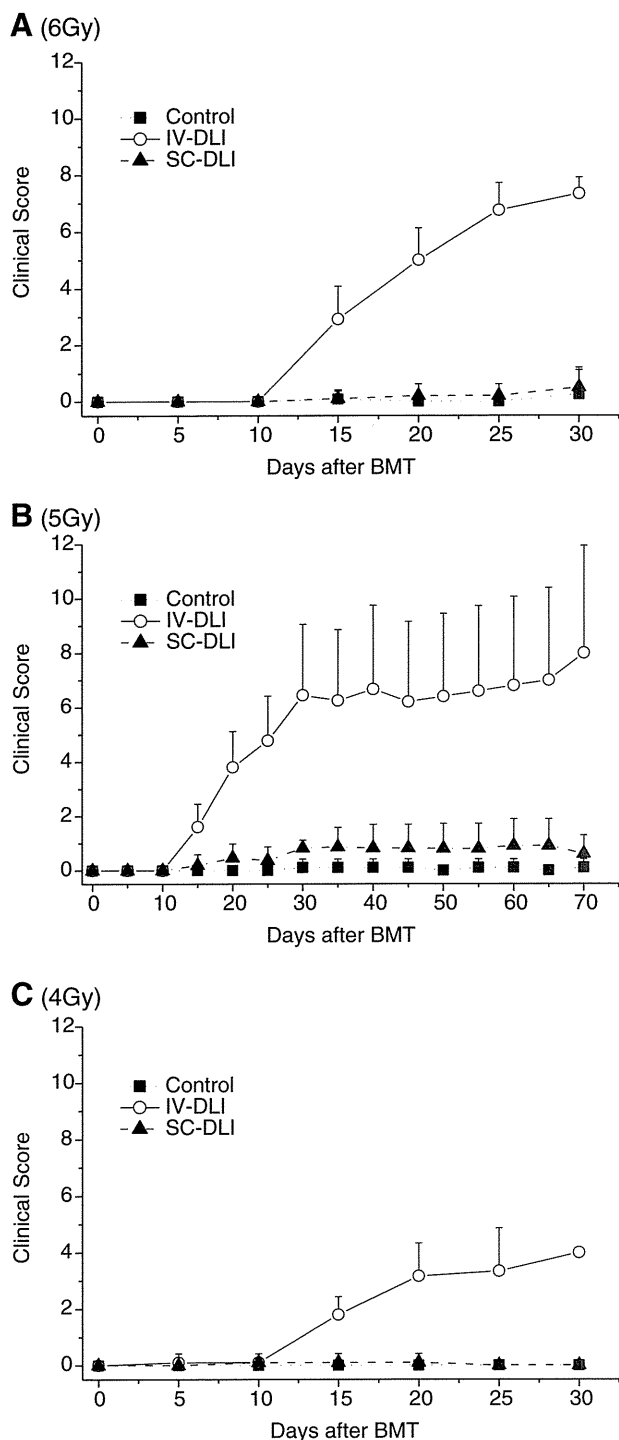 A (6Gy)
12
10
8
6
4
2
0
Clinical Score
Control
IV-DLI
SC-DLI
0 5 10 15 20 25 30
Days after BMT
B (5Gy)
12
10
8
6
4
2
0
Clinical Score
Control
IV-DLI
SC-DLI
0 10 20 30 40 50 60 70
Days after BMT
C (4Gy)
12
10
8
6
4
2
0
Clinical Score
Control
IV-DLI
SC-DLI
0 5 10 15 20 25 30
Days after BMT